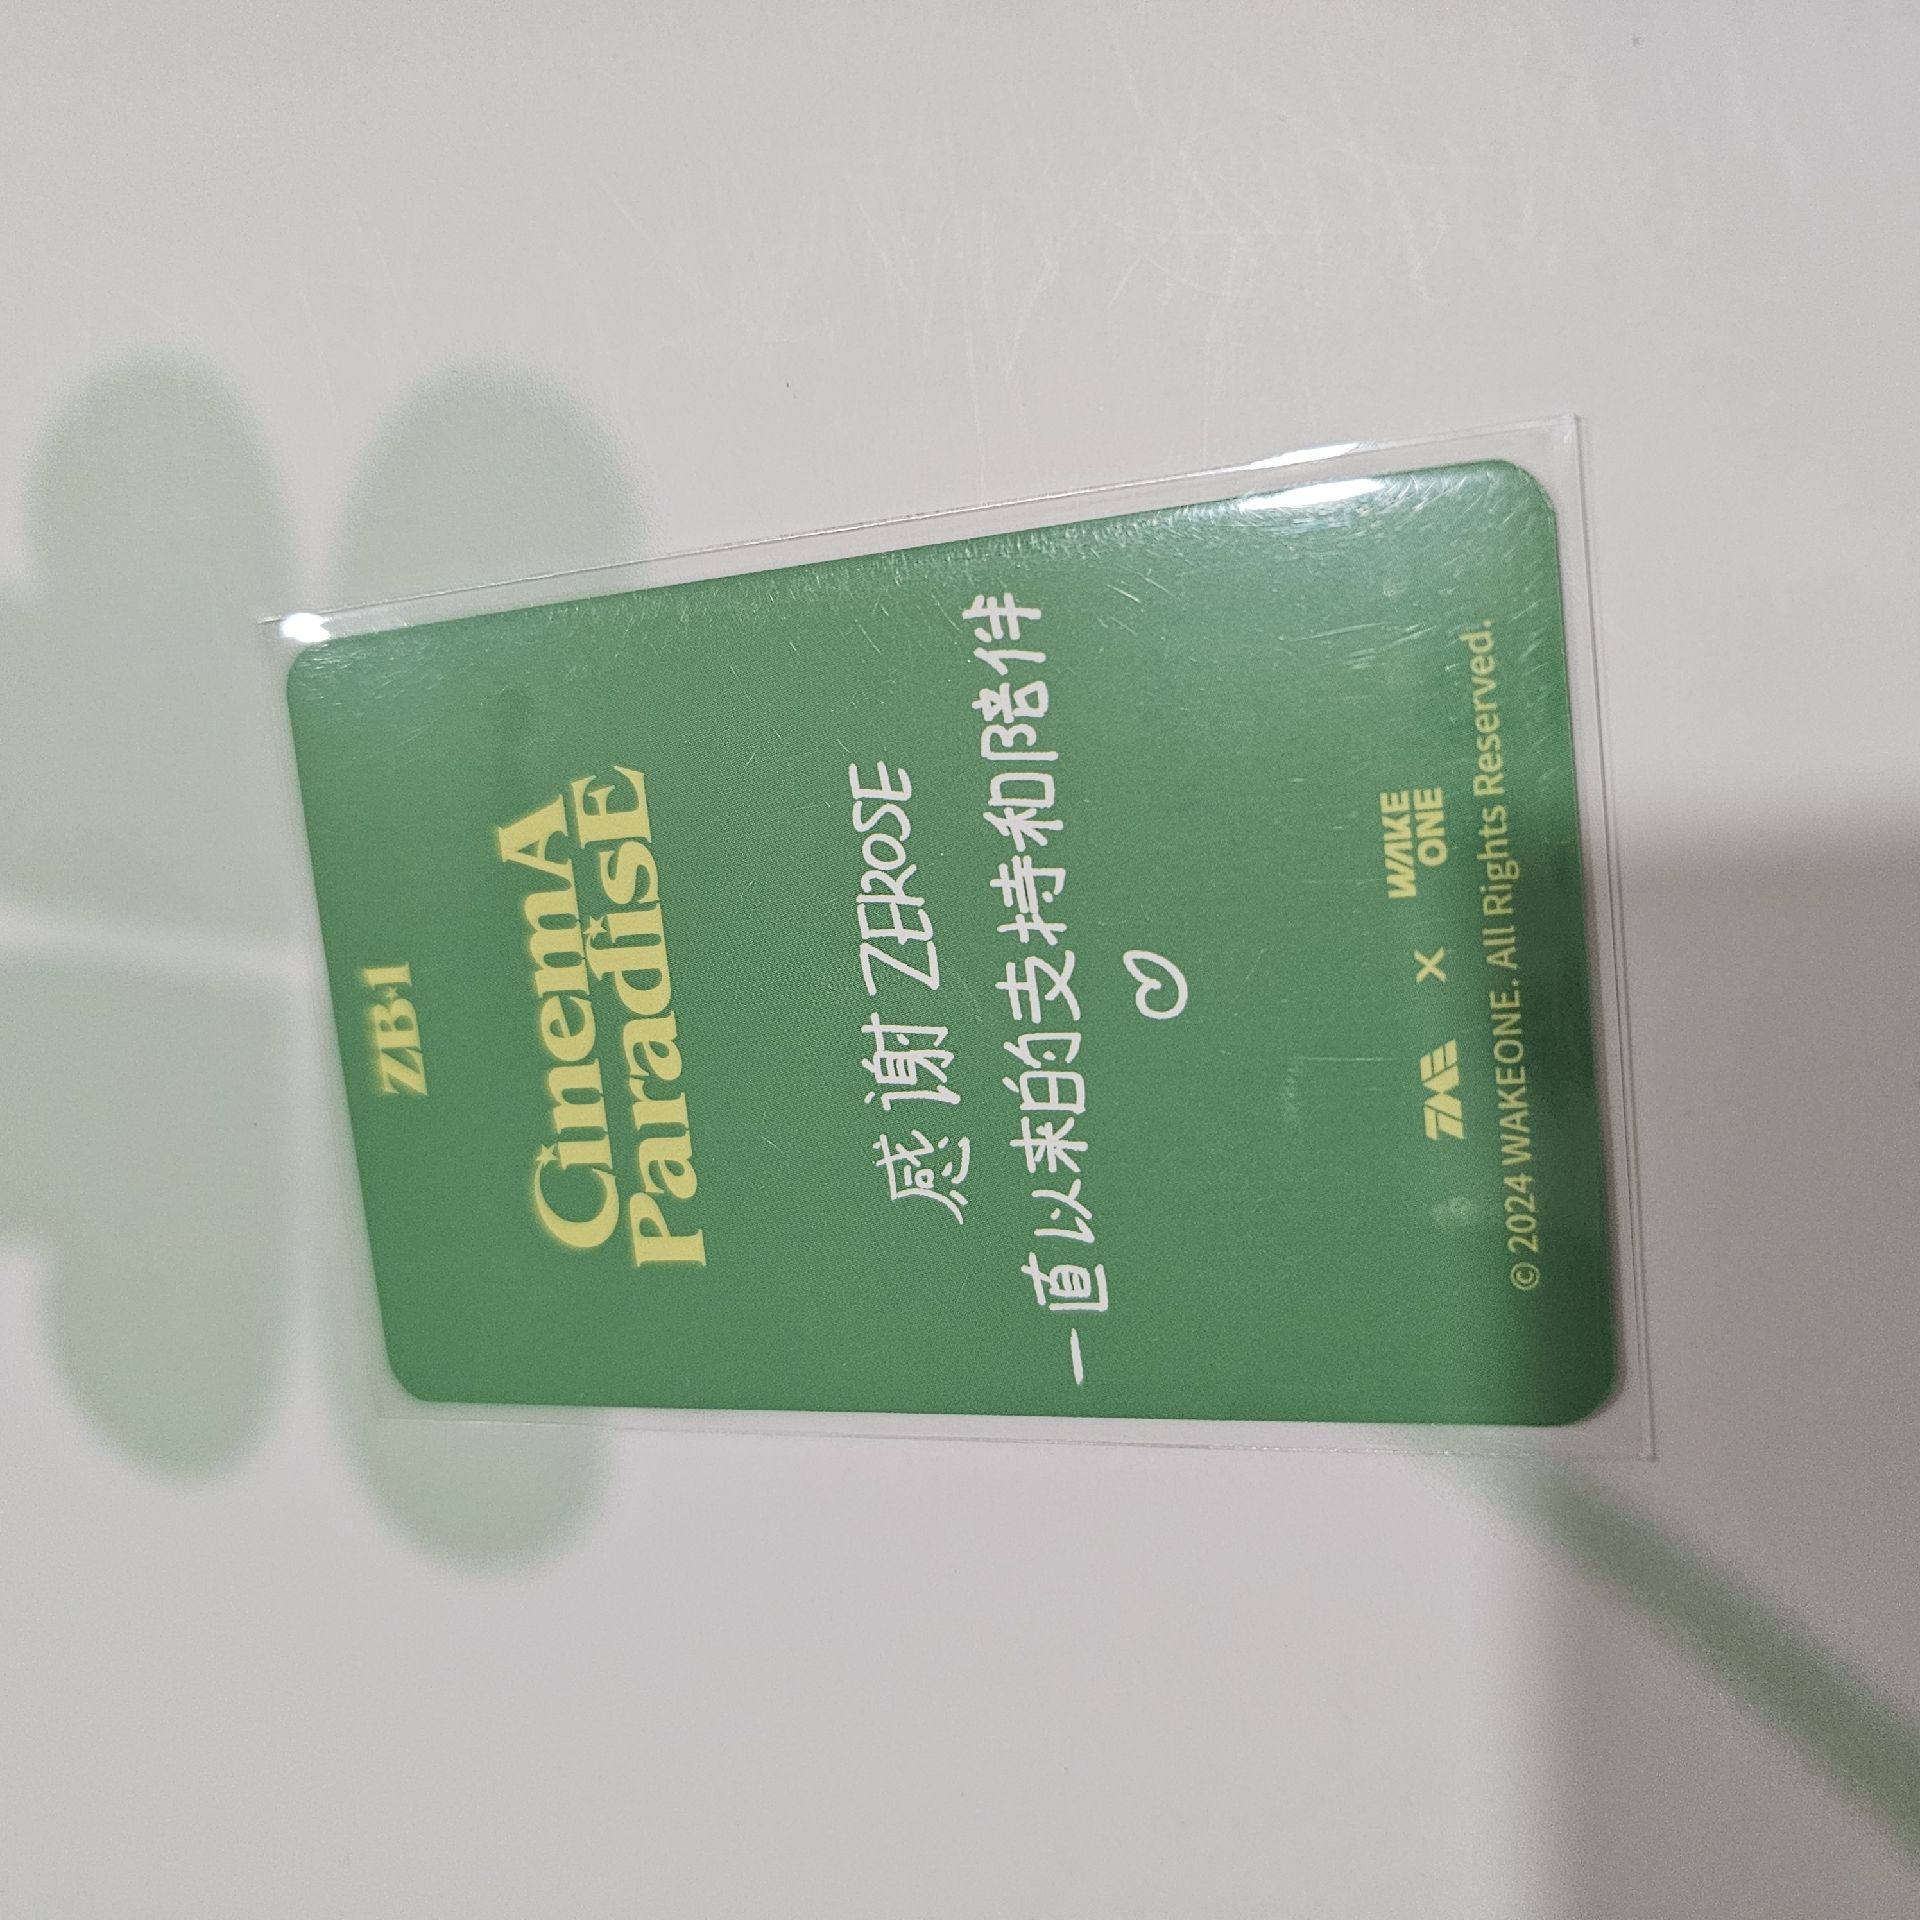 ZB1
CinemA
ParadisE
感谢 ZEROSE
一直以来的支持和陪伴
TME X WAKE ONE
© 2024 WAKEONE. All Rights Reserved.